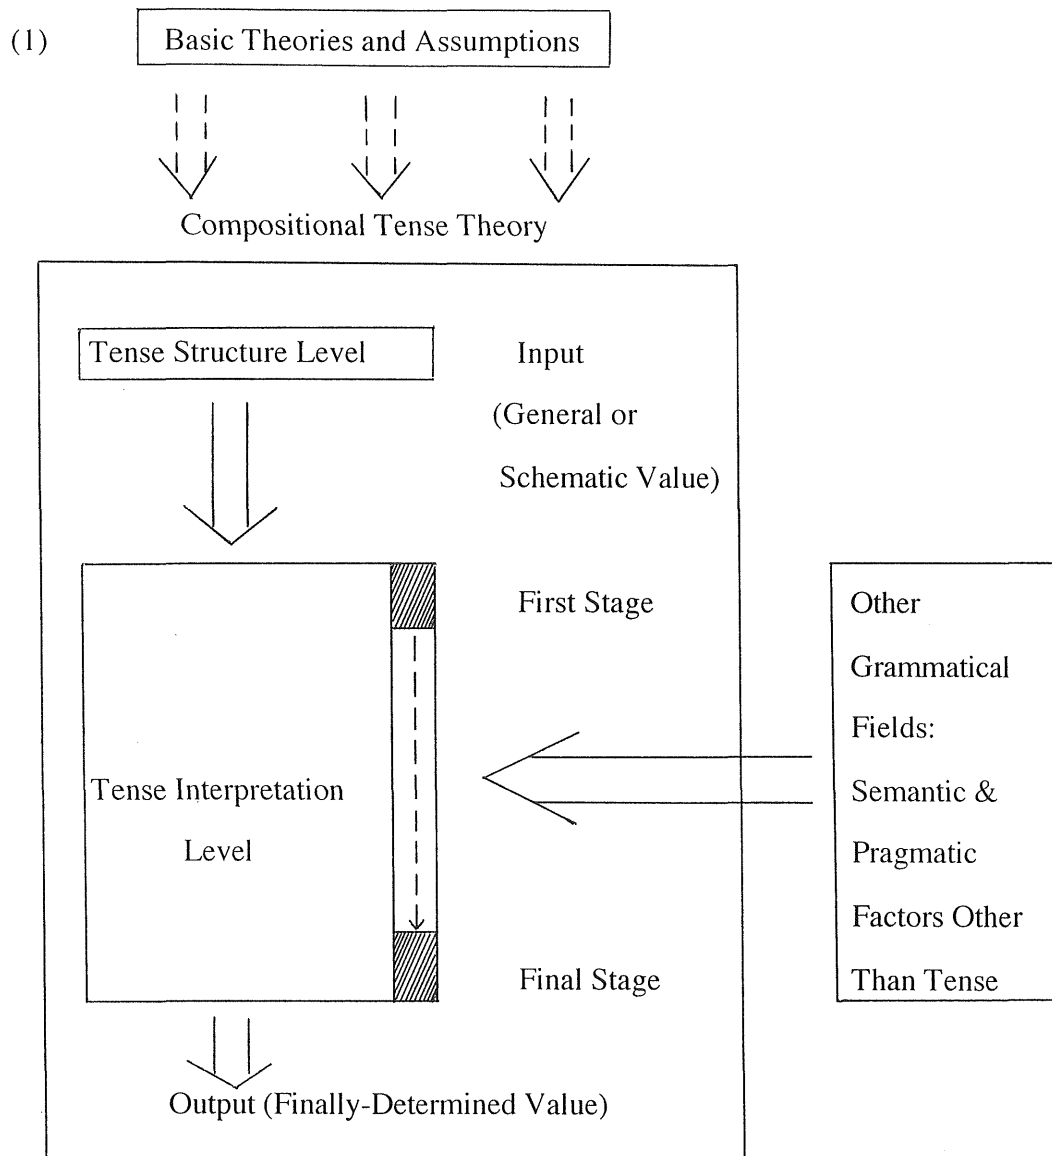 (1) Basic Theories and Assumptions
Compositional Tense Theory
Tense Structure Level
Input
(General or
Schematic Value)
First Stage
Tense Interpretation
Level
Final Stage
Output (Finally-Determined Value)
Other
Grammatical
Fields:
Semantic &
Pragmatic
Factors Other
Than Tense